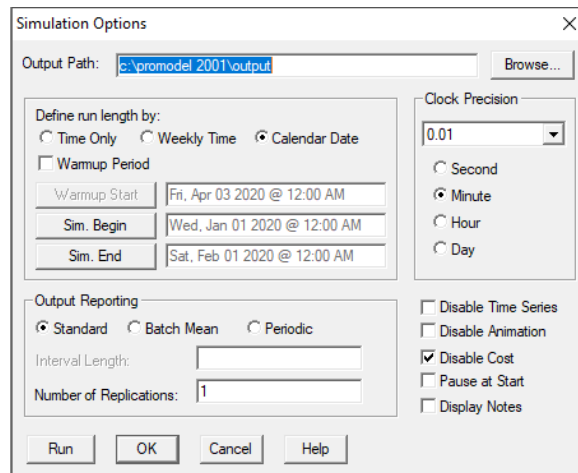 Simulation Options
Output Path: c:\promodel 2001\output Browse...
Define run length by:
Time Only Weekly Time Calendar Date
Warmup Period
Warmup Start Fri, Apr 03 2020 @ 12:00 AM
Sim. Begin Wed, Jan 01 2020 @ 12:00 AM
Sim. End Sat, Feb 01 2020 @ 12:00 AM
Clock Precision
0.01
Second
Minute
Hour
Day
Output Reporting
Standard Batch Mean Periodic
Interval Length:
Number of Replications: 1
Disable Time Series
Disable Animation
Disable Cost
Pause at Start
Display Notes
Run OK Cancel Help